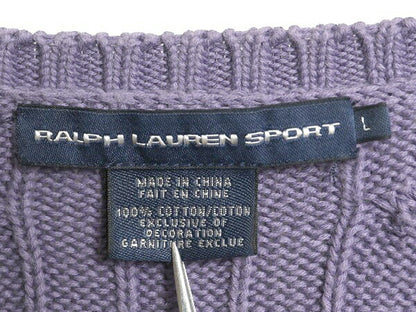 RALPH LAUREN SPORT
L
MADE IN CHINA
FAIT EN CHINE
100% COTTON/COTON
EXCLUSIVE OF
DECORATION
GARNITURE EXCLUE